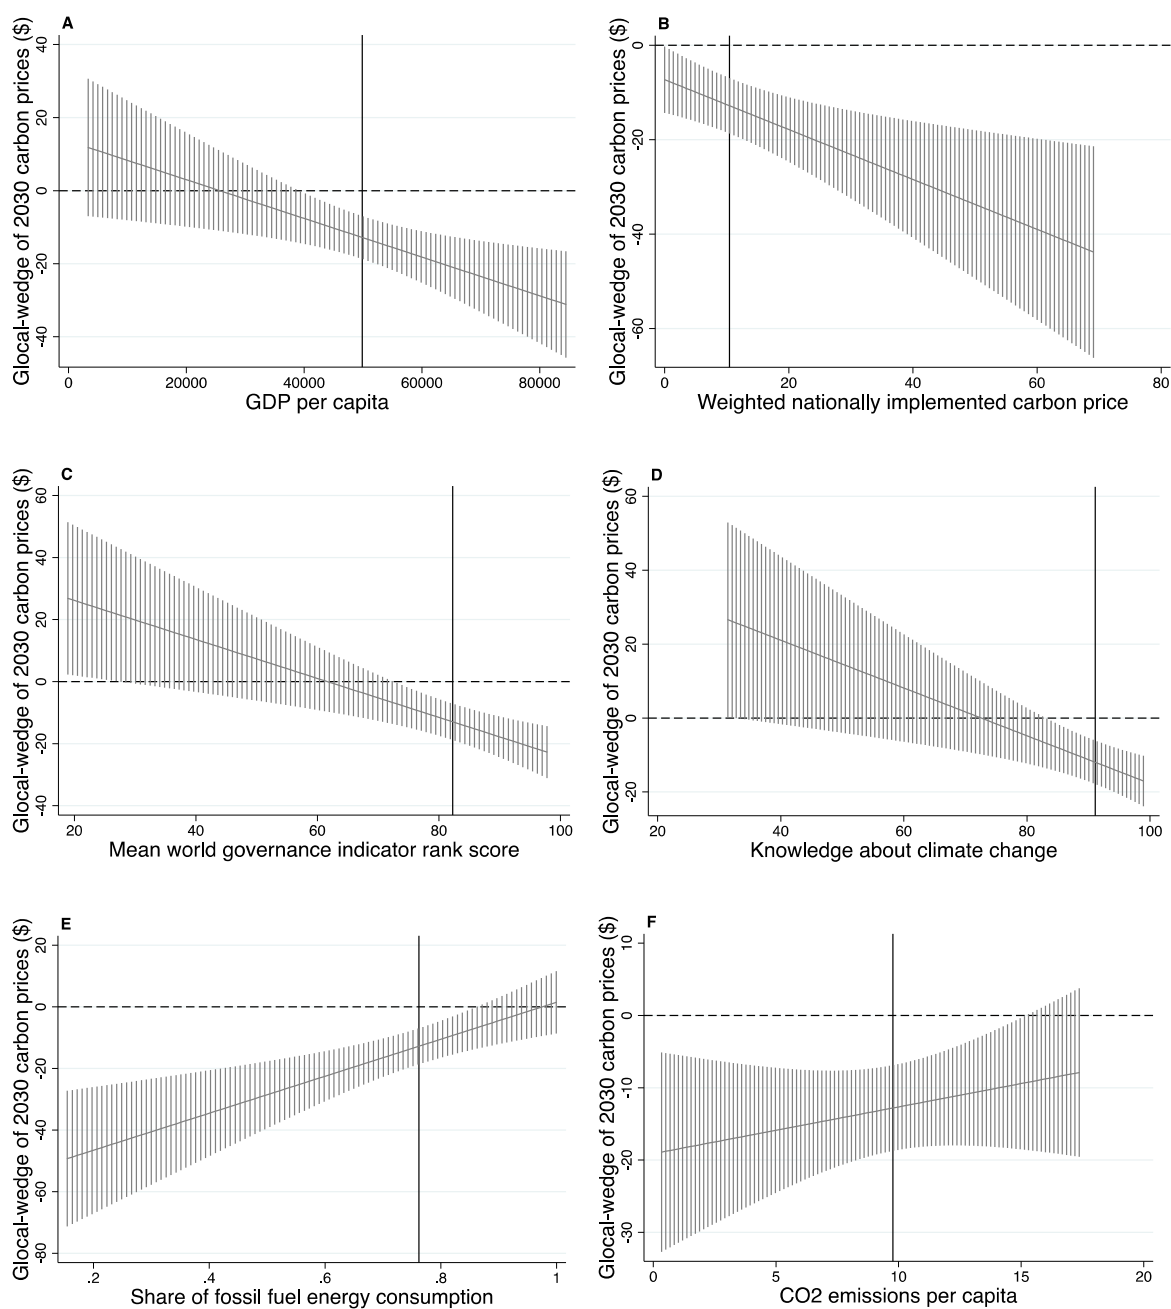 A
Glocal-wedge of 2030 carbon prices ($)
40
20
0
-20
-40
0 20000 40000 60000 80000
GDP per capita
B
Glocal-wedge of 2030 carbon prices ($)
0
-20
-40
-60
0 20 40 60 80
Weighted nationally implemented carbon price
C
Glocal-wedge of 2030 carbon prices ($)
60
40
20
0
-20
-40
20 40 60 80 100
Mean world governance indicator rank score
D
Glocal-wedge of 2030 carbon prices ($)
60
40
20
0
-20
20 40 60 80 100
Knowledge about climate change
E
Glocal-wedge of 2030 carbon prices ($)
20
0
-20
-40
-60
-80
.2 .4 .6 .8 1
Share of fossil fuel energy consumption
F
Glocal-wedge of 2030 carbon prices ($)
10
0
-10
-20
-30
0 5 10 15 20
CO2 emissions per capita